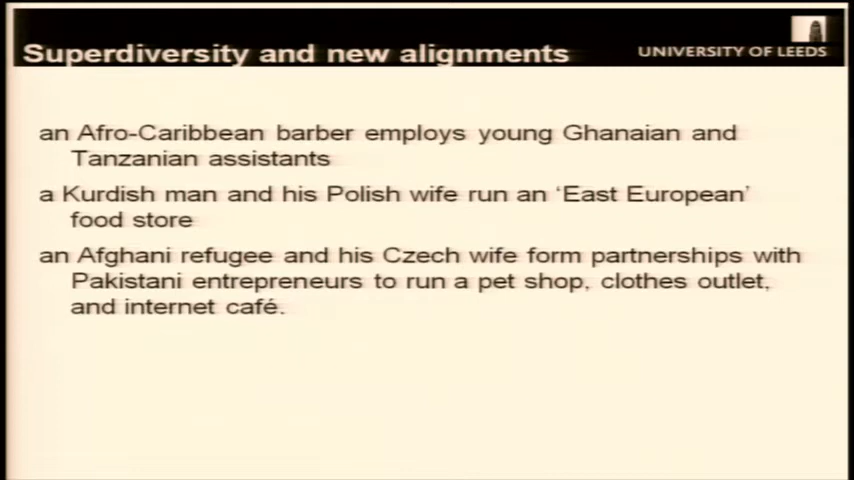 Superdiversity and new alignments
UNIVERSITY OF LEEDS
an Afro-Caribbean barber employs young Ghanaian and
Tanzanian assistants
a Kurdish man and his Polish wife run an ‘East European’
food store
an Afghani refugee and his Czech wife form partnerships with
Pakistani entrepreneurs to run a pet shop, clothes outlet,
and internet café.